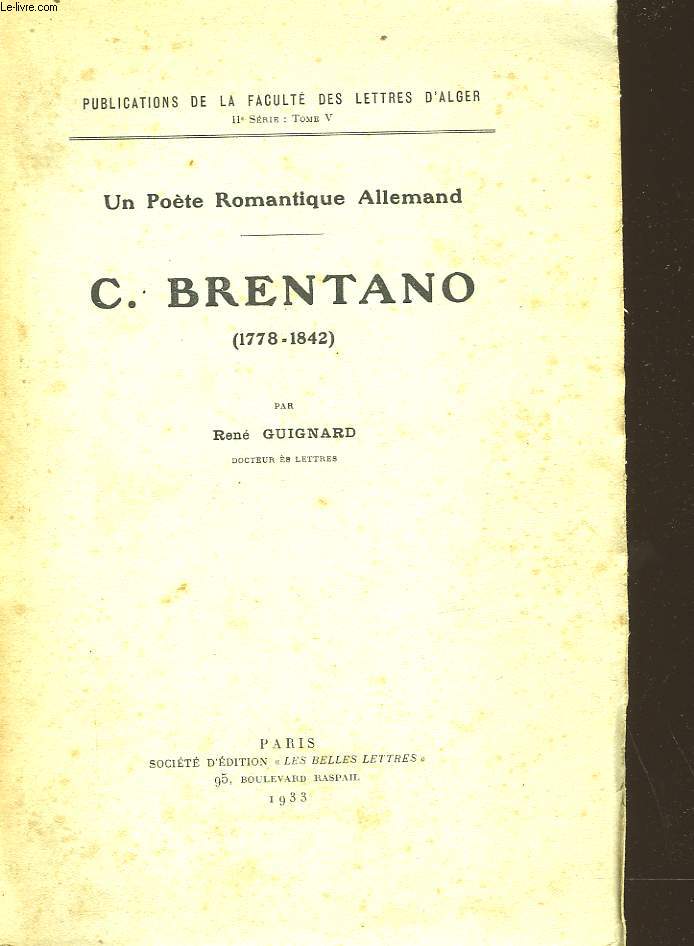 Le-livre.com
PUBLICATIONS DE LA FACULTÉ DES LETTRES D'ALGER
IIe SÉRIE : TOME V
Un Poète Romantique Allemand
C. BRENTANO
(1778-1842)
PAR
René GUIGNARD
DOCTEUR ÈS LETTRES
PARIS
SOCIÉTÉ D'ÉDITION « LES BELLES LETTRES »
95, BOULEVARD RASPAIL
1933